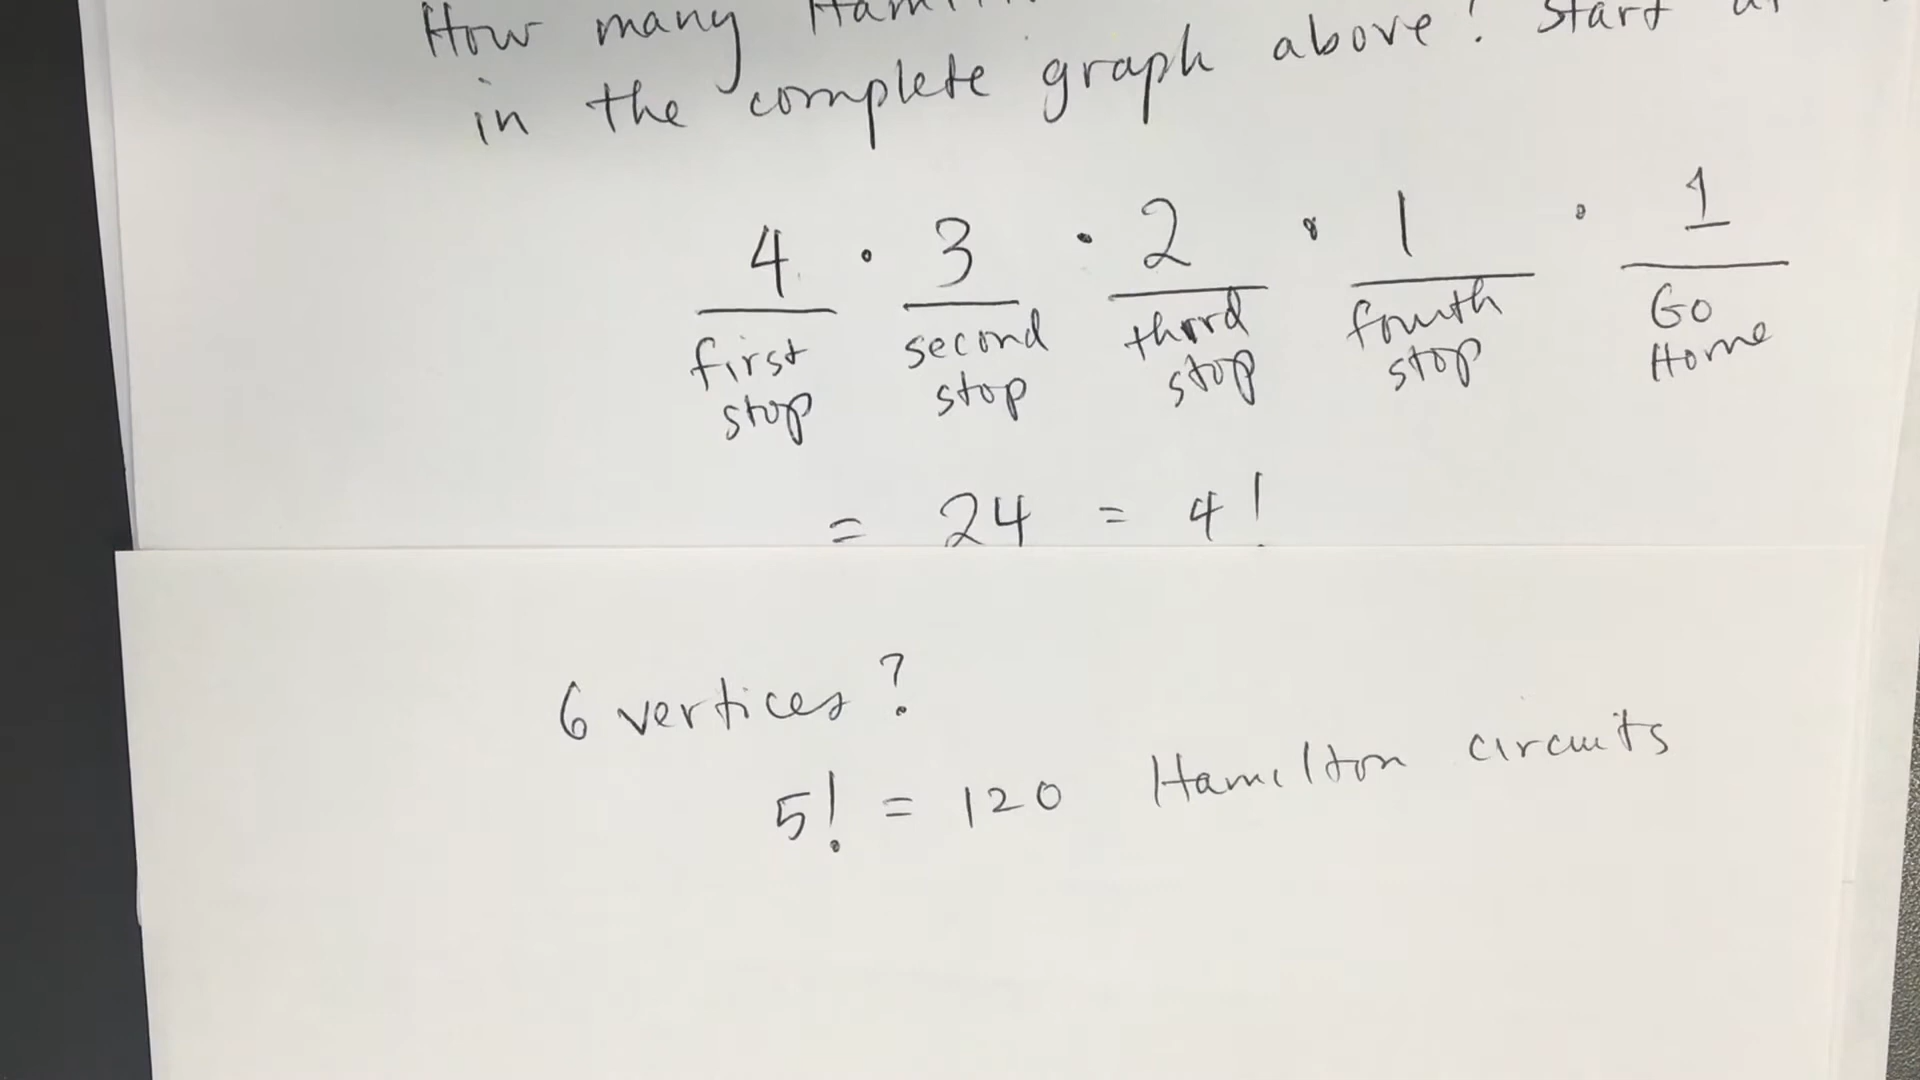 How many
in the complete graph above? Start
4 · 3 · 2 · 1 · 1
first stop second stop third stop fourth stop Go Home
= 24 = 4!
6 vertices?
5! = 120 Hamilton circuits